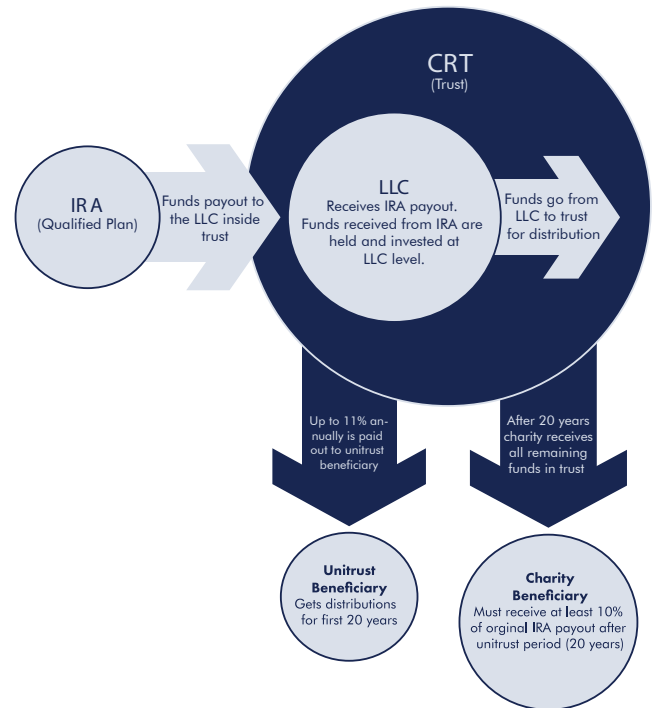 CRT
(Trust)
IRA
(Qualified Plan)
Funds payout to
the LLC inside
trust
LLC
Receives IRA payout.
Funds received from IRA are
held and invested at
LLC level.
Funds go from
LLC to trust
for distribution
Up to 11% an-
nually is paid
out to unitrust
beneficiary
After 20 years
charity receives
all remaining
funds in trust
Unitrust
Beneficiary
Gets distributions
for first 20 years
Charity
Beneficiary
Must receive at least 10%
of orginal IRA payout after
unitrust period (20 years)